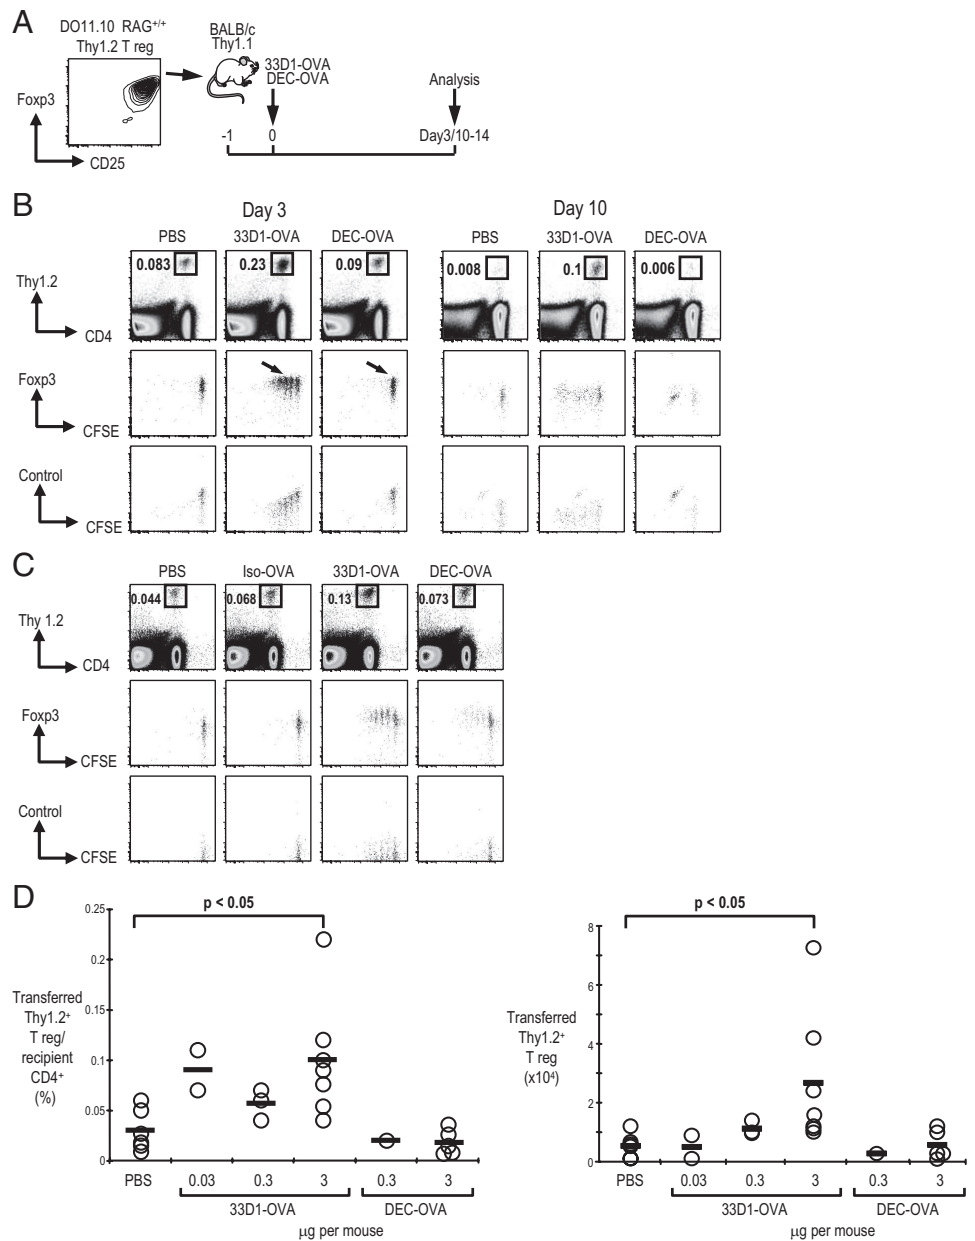 A
DO11.10 RAG+/+
Thy1.2 T reg
BALB/c
Thy1.1
33D1-OVA
DEC-OVA
Analysis
Foxp3
CD25
-1
0
Day3/10-14
B
Day 3
Day 10
PBS
33D1-OVA
DEC-OVA
PBS
33D1-OVA
DEC-OVA
Thy1.2
0.083
0.23
0.09
0.008
0.1
0.006
CD4
Foxp3
CFSE
Control
CFSE
C
PBS
Iso-OVA
33D1-OVA
DEC-OVA
Thy 1.2
0.044
0.068
0.13
0.073
CD4
Foxp3
CFSE
Control
CFSE
D
p < 0.05
0.25
0.2
0.15
0.1
0.05
0
Transferred
Thy1.2+
T reg/
recipient
CD4+
(%)
PBS
0.03
0.3
3
0.3
3
33D1-OVA
DEC-OVA
µg per mouse
p < 0.05
8
6
4
2
0
Transferred
Thy1.2+
T reg
(x10⁴)
PBS
0.03
0.3
3
0.3
3
33D1-OVA
DEC-OVA
µg per mouse